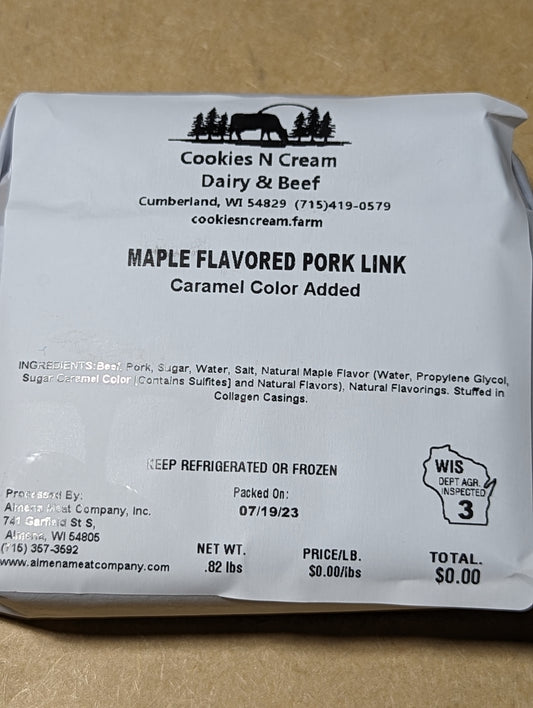 Cookies N Cream
Dairy & Beef
Cumberland, WI 54829 (715)419-0579
cookiesncream.farm
MAPLE FLAVORED PORK LINK
Caramel Color Added
INGREDIENTS:Beef, Pork, Sugar, Water, Salt, Natural Maple Flavor (Water, Propylene Glycol,
Sugar Caramel Color [Contains Sulfites] and Natural Flavors), Natural Flavorings. Stuffed in
Collagen Casings.
KEEP REFRIGERATED OR FROZEN
WIS
DEPT AGR.
INSPECTED
3
Processed By:
Almena Meat Company, Inc.
741 Garfield St S,
Almena, WI 54805
(715) 357-3592
www.almenameatcompany.com
Packed On:
07/19/23
NET WT.
.82 lbs
PRICE/LB.
$0.00/lbs
TOTAL.
$0.00